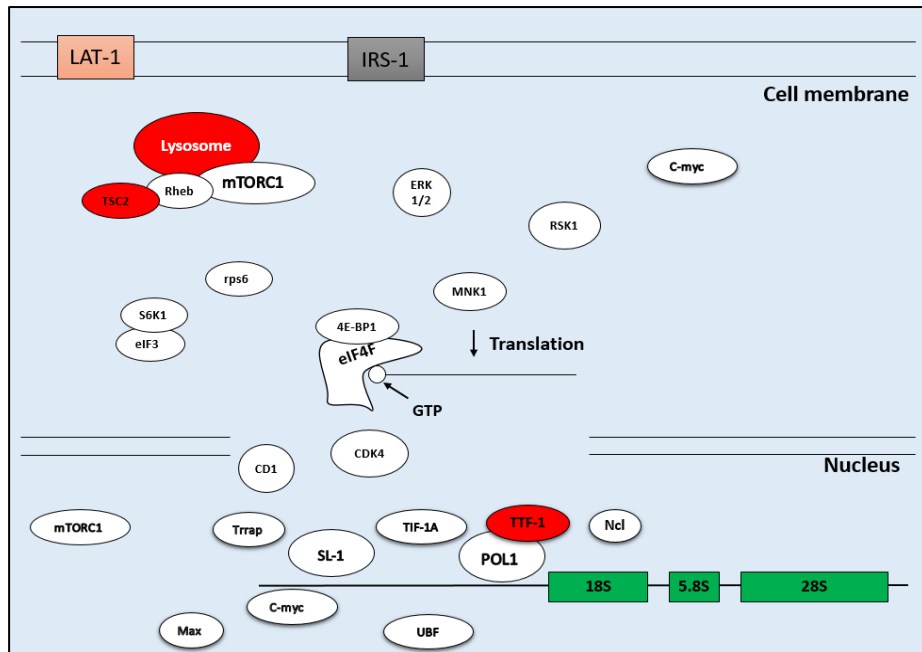 LAT-1
IRS-1
Cell membrane
Lysosome
C-myc
mTORC1
Rheb
ERK
1/2
TSC2
RSK1
rps6
MNK1
S6K1
4E-BP1
eIF3
eIF4F
Translation
GTP
CDK4
CD1
Nucleus
mTORC1
Trrap
TIF-1A
TTF-1
Ncl
SL-1
POL1
18S
5.8S
28S
C-myc
Max
UBF